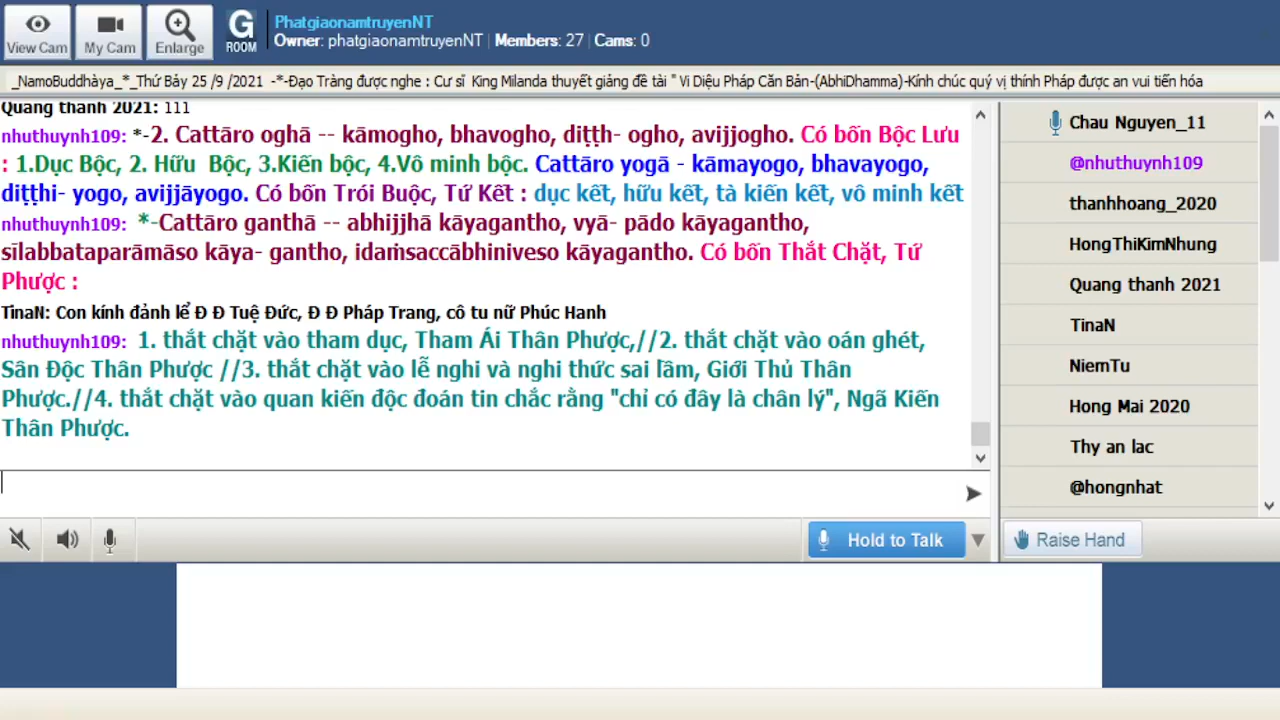 View Cam
My Cam
Enlarge
G
ROOM
PhatgiaonamtruyenNT
Owner: phatgiaonamtruyenNT | Members: 27 | Cams: 0
_NamoBuddhàya_*_Thứ Bảy 25 /9 /2021 -*-Đạo Tràng được nghe : Cư sĩ King Milanda thuyết giảng đề tài " Vi Diệu Pháp Căn Bản-(AbhiDhamma)-Kính chúc quý vị thính Pháp được an vui tiến hóa
Quang thanh 2021: 111
nhuthuynh109: *-2. Cattāro oghā -- kāmogho, bhavogho, diṭṭh- ogho, avijjogho. Có bốn Bộc Lưu
: 1.Dục Bộc, 2. Hữu Bộc, 3.Kiến bộc, 4.Vô minh bộc. Cattāro yogā - kāmayogo, bhavayogo,
diṭṭhi- yogo, avijjāyogo. Có bốn Trói Buộc, Tứ Kết : dục kết, hữu kết, tà kiến kết, vô minh kết
nhuthuynh109: *-Cattāro ganthā -- abhijjhā kāyagantho, vyā- pādo kāyagantho,
sīlabbataparāmāso kāya- gantho, idaṁsaccābhiniveso kāyagantho. Có bốn Thắt Chặt, Tứ
Phược :
TinaN: Con kính đảnh lể Đ Đ Tuệ Đức, Đ Đ Pháp Trang, cô tu nữ Phúc Hanh
nhuthuynh109: 1. thắt chặt vào tham dục, Tham Ái Thân Phược,//2. thắt chặt vào oán ghét,
Sân Độc Thân Phược //3. thắt chặt vào lễ nghi và nghi thức sai lầm, Giới Thủ Thân
Phược.//4. thắt chặt vào quan kiến độc đoán tin chắc rằng "chỉ có đây là chân lý", Ngã Kiến
Thân Phược.
Chau Nguyen_11
@nhuthuynh109
thanhhoang_2020
HongThiKimNhung
Quang thanh 2021
TinaN
NiemTu
Hong Mai 2020
Thy an lac
@hongnhat
Hold to Talk
Raise Hand